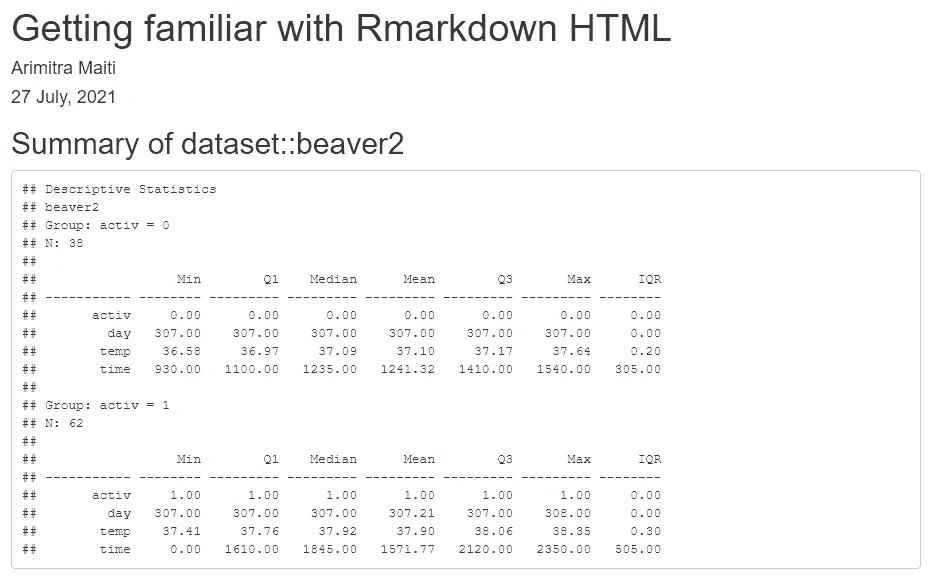 Getting familiar with Rmarkdown HTML
Arimitra Maiti
27 July, 2021
Summary of dataset::beaver2
## Descriptive Statistics
## beaver2
## Group: activ = 0
## N: 38
##
##                    Min       Q1    Median      Mean        Q3       Max      IQR
## ----------- -------- --------- --------- --------- --------- --------- --------
##       activ     0.00      0.00      0.00      0.00      0.00      0.00     0.00
##         day   307.00    307.00    307.00    307.00    307.00    307.00     0.00
##        temp    36.58     36.97     37.09     37.10     37.17     37.64     0.20
##        time   930.00   1100.00   1235.00   1241.32   1410.00   1540.00   305.00
##
## Group: activ = 1
## N: 62
##
##                    Min       Q1    Median      Mean        Q3       Max      IQR
## ----------- -------- --------- --------- --------- --------- --------- --------
##       activ     1.00      1.00      1.00      1.00      1.00      1.00     0.00
##         day   307.00    307.00    307.00    307.21    307.00    308.00     0.00
##        temp    37.41     37.76     37.92     37.90     38.06     38.35     0.30
##        time     0.00   1610.00   1845.00   1571.77   2120.00   2350.00   505.00